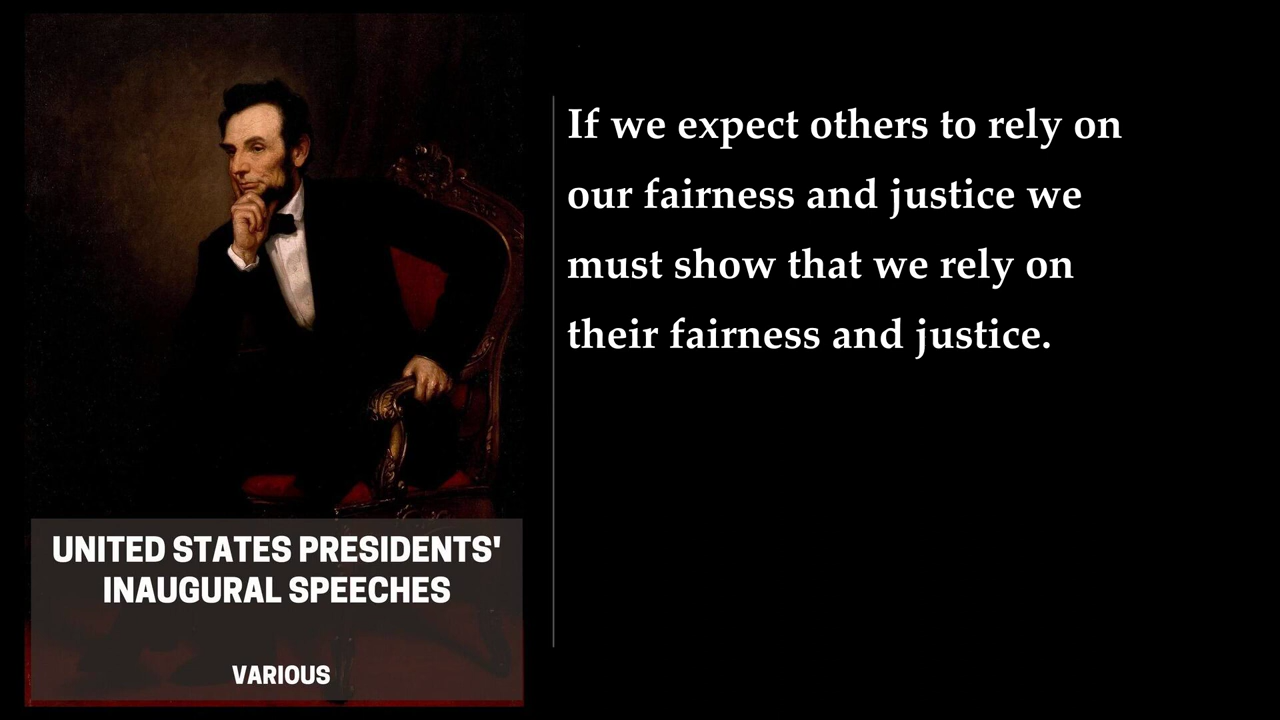 If we expect others to rely on
our fairness and justice we
must show that we rely on
their fairness and justice.
UNITED STATES PRESIDENTS'
INAUGURAL SPEECHES
VARIOUS